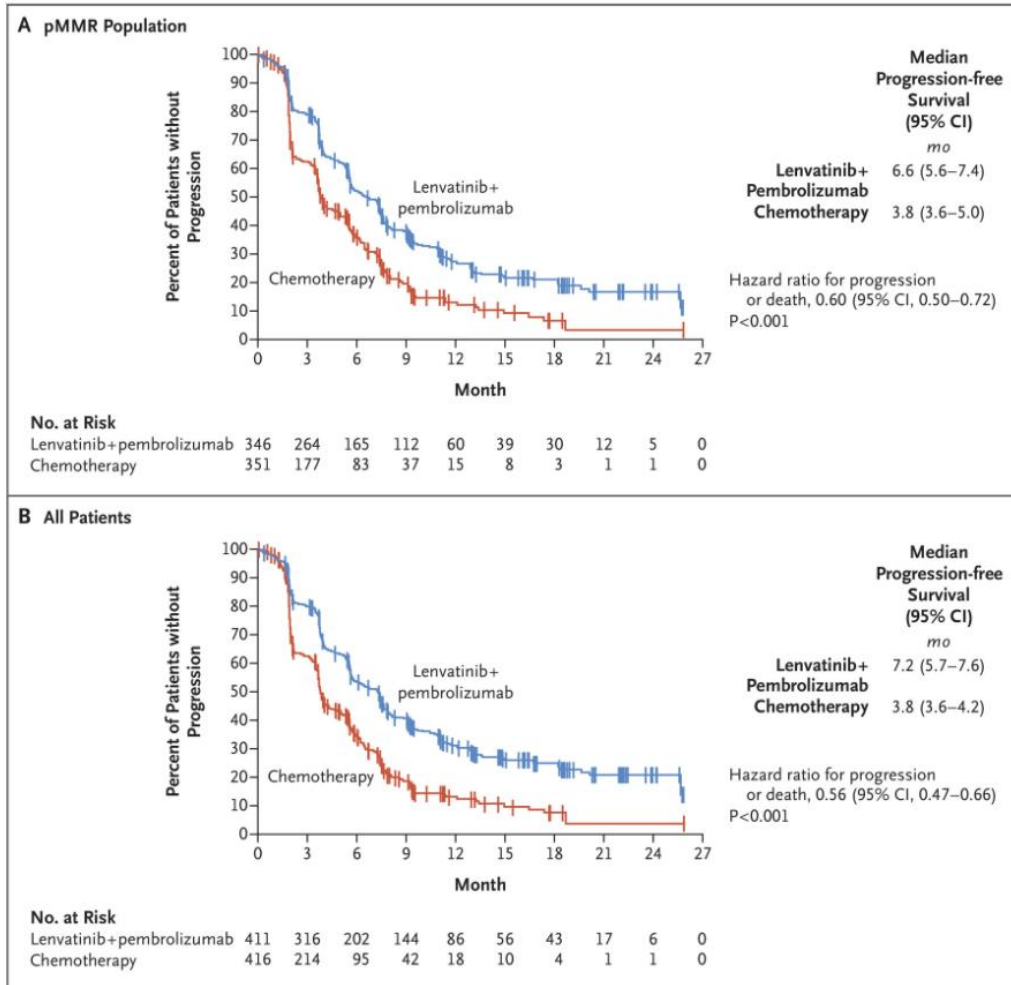 A pMMR Population
Percent of Patients without
Progression
100
90
80
70
60
50
40
30
20
10
0
Lenvatinib+
pembrolizumab
Chemotherapy
0 3 6 9 12 15 18 21 24 27
Month
Median
Progression-free
Survival
(95% CI)
mo
Lenvatinib+ 6.6 (5.6–7.4)
Pembrolizumab
Chemotherapy 3.8 (3.6–5.0)
Hazard ratio for progression
or death, 0.60 (95% CI, 0.50–0.72)
P<0.001
No. at Risk
Lenvatinib+pembrolizumab 346 264 165 112 60 39 30 12 5 0
Chemotherapy 351 177 83 37 15 8 3 1 1 0
B All Patients
Percent of Patients without
Progression
100
90
80
70
60
50
40
30
20
10
0
Lenvatinib+
pembrolizumab
Chemotherapy
0 3 6 9 12 15 18 21 24 27
Month
Median
Progression-free
Survival
(95% CI)
mo
Lenvatinib+ 7.2 (5.7–7.6)
Pembrolizumab
Chemotherapy 3.8 (3.6–4.2)
Hazard ratio for progression
or death, 0.56 (95% CI, 0.47–0.66)
P<0.001
No. at Risk
Lenvatinib+pembrolizumab 411 316 202 144 86 56 43 17 6 0
Chemotherapy 416 214 95 42 18 10 4 1 1 0